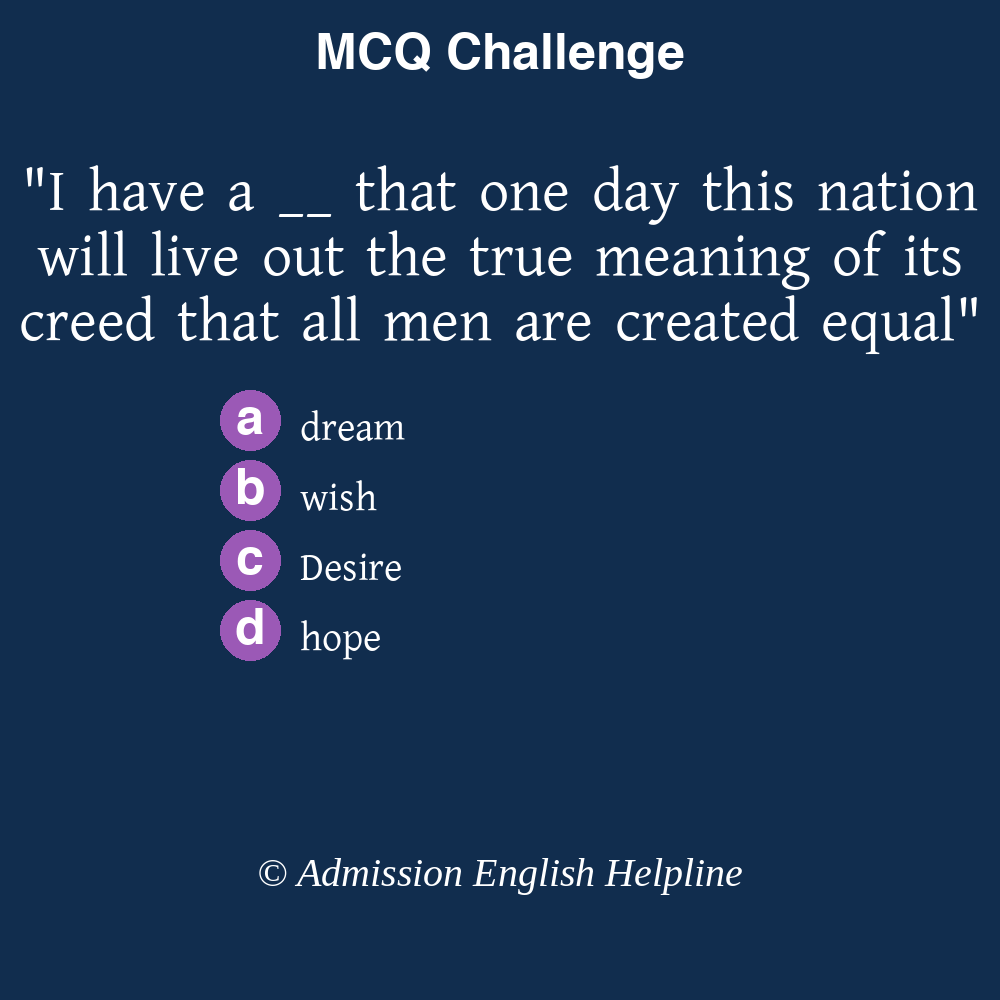 MCQ Challenge
"I have a __ that one day this nation
will live out the true meaning of its
creed that all men are created equal"
a dream
b wish
c Desire
d hope
© Admission English Helpline